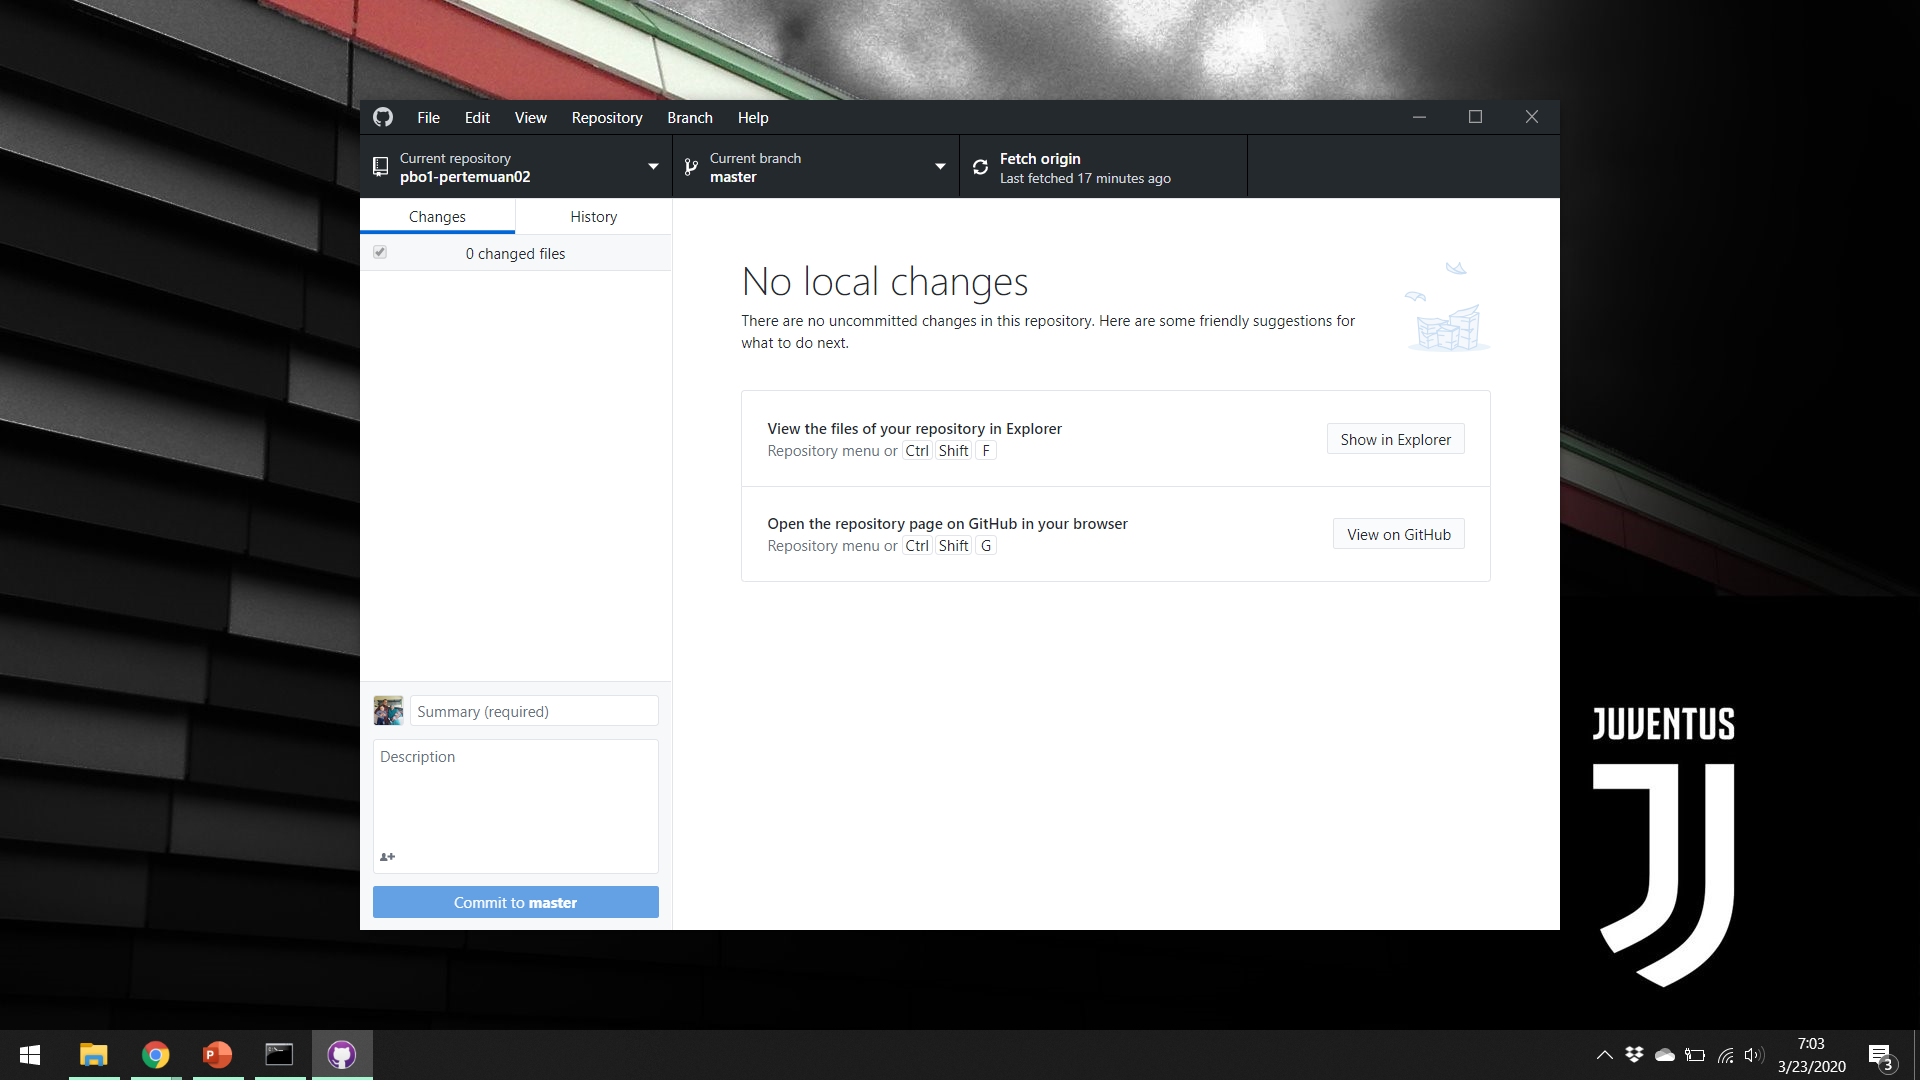 File Edit View Repository Branch Help
Current repository
pbo1-pertemuan02
Current branch
master
Fetch origin
Last fetched 17 minutes ago
Changes
History
0 changed files
No local changes
There are no uncommitted changes in this repository. Here are some friendly suggestions for
what to do next.
View the files of your repository in Explorer
Repository menu or Ctrl Shift F
Show in Explorer
Open the repository page on GitHub in your browser
Repository menu or Ctrl Shift G
View on GitHub
Summary (required)
Description
Commit to master
JUVENTUS
7:03
3/23/2020
3